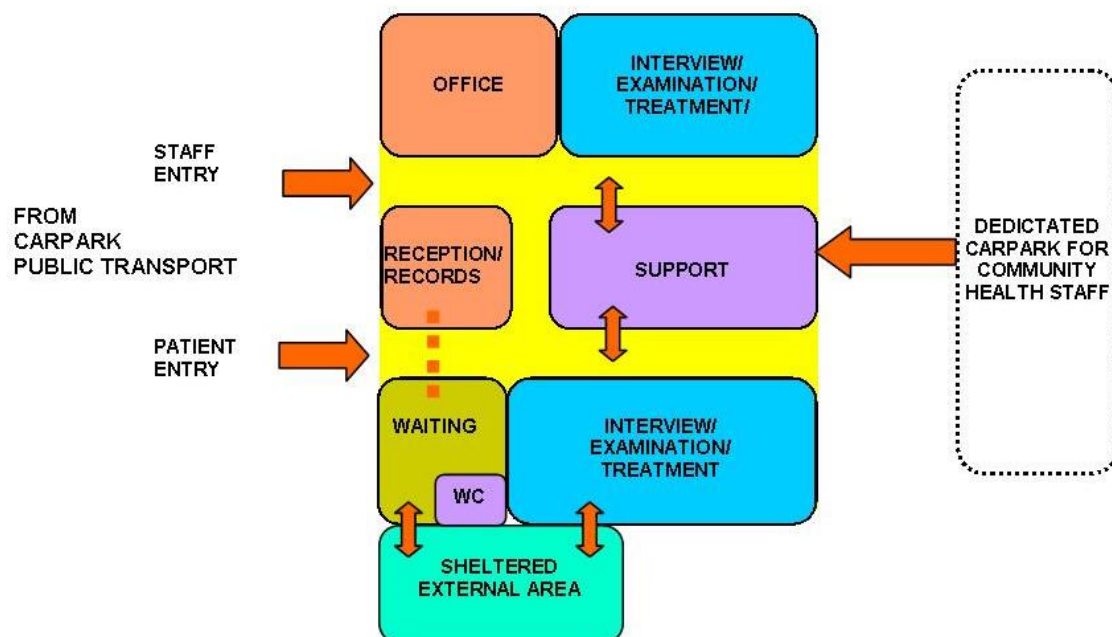 OFFICE
INTERVIEW/
EXAMINATION/
TREATMENT/
STAFF
ENTRY
FROM
CARPARK
PUBLIC TRANSPORT
RECEPTION/
RECORDS
SUPPORT
DEDICTATED
CARPARK FOR
COMMUNITY
HEALTH STAFF
PATIENT
ENTRY
WAITING
INTERVIEW/
EXAMINATION/
TREATMENT
WC
SHELTERED
EXTERNAL AREA